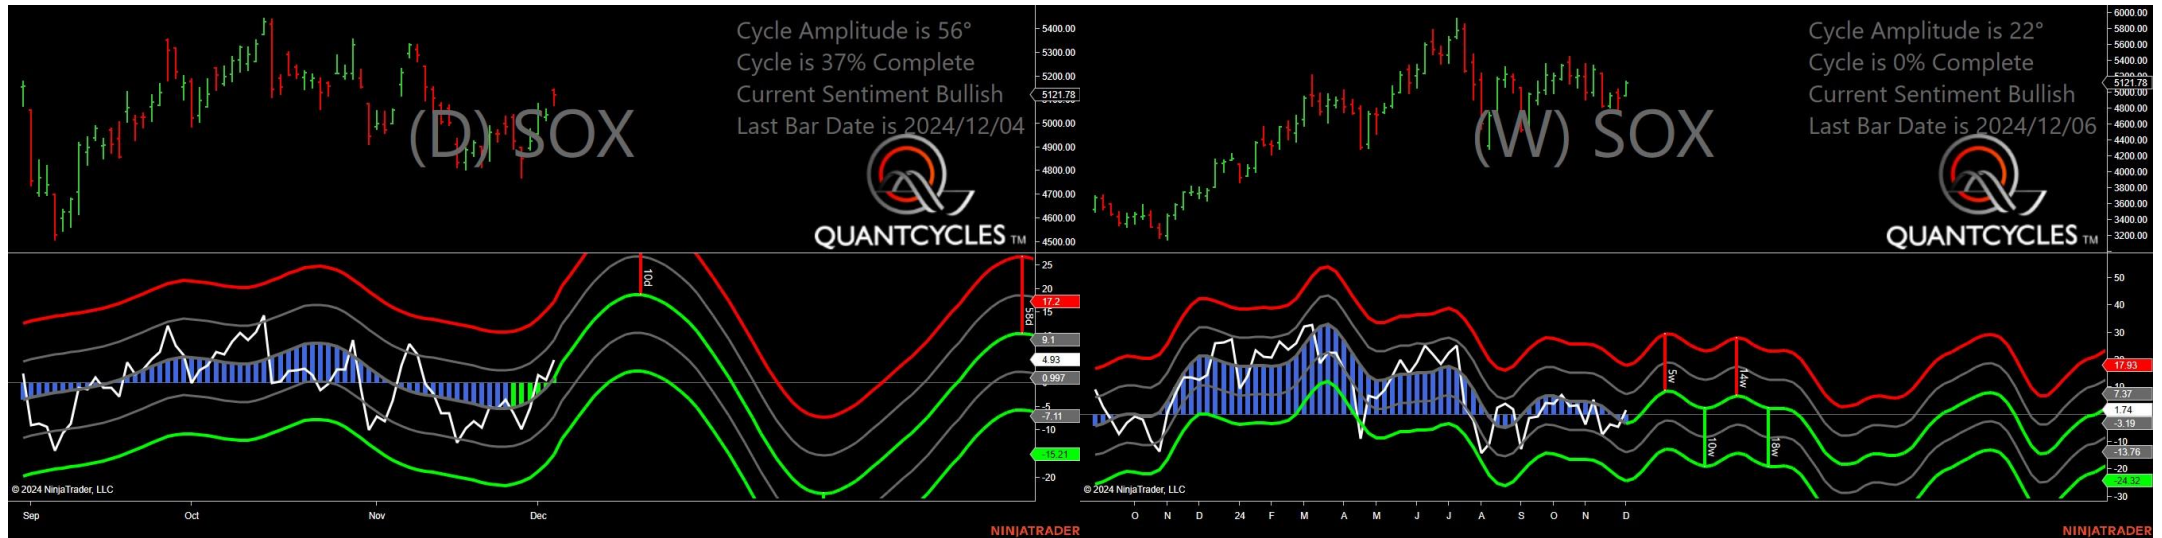 Cycle Amplitude is 56°
Cycle is 37% Complete
Current Sentiment Bullish
Last Bar Date is 2024/12/04
(D) SOX
QUANTCYCLES TM
5400.00
5300.00
5200.00
5121.78
5000.00
4900.00
4800.00
4700.00
4600.00
4500.00
10d
58d
25
20
17.2
15
9.1
4.93
0.997
-5
-7.11
-10
-15.21
-20
© 2024 NinjaTrader, LLC
Sep Oct Nov Dec
NINJATRADER
Cycle Amplitude is 22°
Cycle is 0% Complete
Current Sentiment Bullish
Last Bar Date is 2024/12/06
(W) SOX
QUANTCYCLES TM
6000.00
5800.00
5600.00
5400.00
5121.78
5000.00
4800.00
4600.00
4400.00
4200.00
4000.00
3800.00
3600.00
3400.00
3200.00
5w
14w
10w
18w
50
40
30
17.93
7.37
1.74
-3.19
-10
-13.76
-20
-24.32
-30
© 2024 NinjaTrader, LLC
O N D 24 F M A M J J A S O N D
NINJATRADER